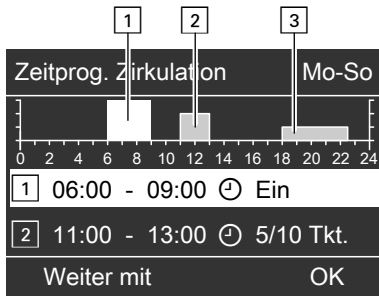 1 2 3
Zeitprog. Zirkulation Mo-So
0 2 4 6 8 10 12 14 16 18 20 22 24
1 06:00 - 09:00 Ein
2 11:00 - 13:00 5/10 Tkt.
Weiter mit OK